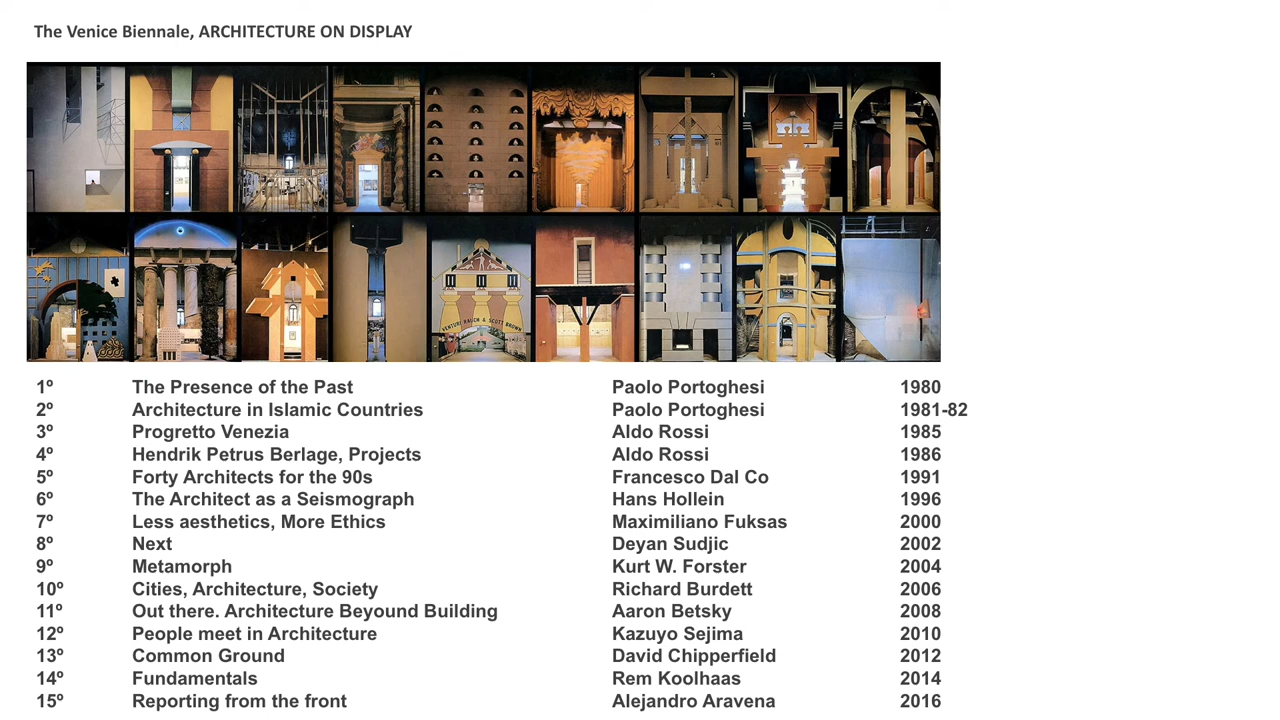 The Venice Biennale, ARCHITECTURE ON DISPLAY
VENTURI RAUCH & SCOTT BROWN
1º The Presence of the Past Paolo Portoghesi 1980
2º Architecture in Islamic Countries Paolo Portoghesi 1981-82
3º Progretto Venezia Aldo Rossi 1985
4º Hendrik Petrus Berlage, Projects Aldo Rossi 1986
5º Forty Architects for the 90s Francesco Dal Co 1991
6º The Architect as a Seismograph Hans Hollein 1996
7º Less aesthetics, More Ethics Maximiliano Fuksas 2000
8º Next Deyan Sudjic 2002
9º Metamorph Kurt W. Forster 2004
10º Cities, Architecture, Society Richard Burdett 2006
11º Out there. Architecture Beyound Building Aaron Betsky 2008
12º People meet in Architecture Kazuyo Sejima 2010
13º Common Ground David Chipperfield 2012
14º Fundamentals Rem Koolhaas 2014
15º Reporting from the front Alejandro Aravena 2016